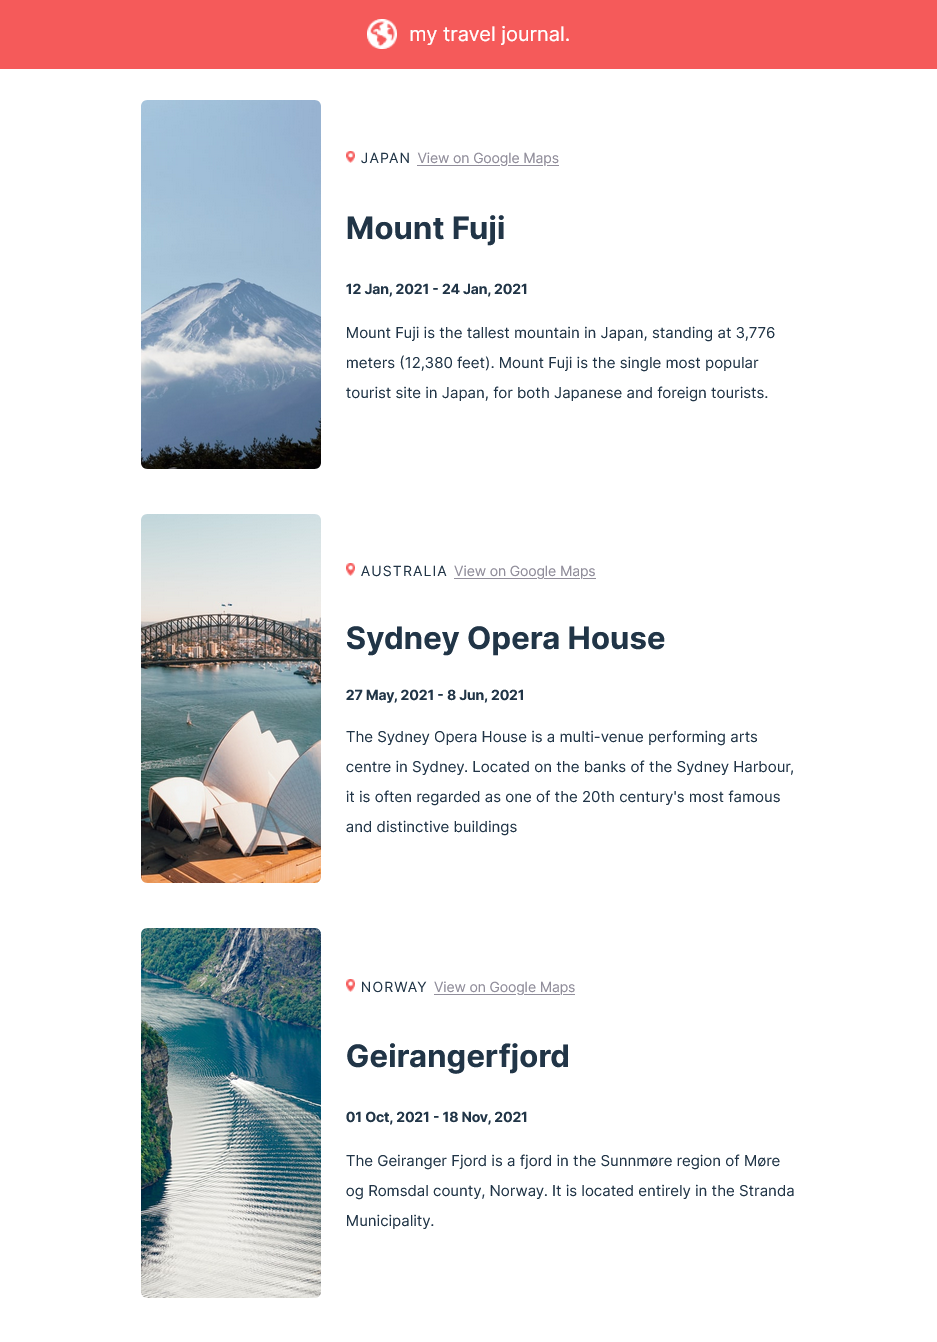 my travel journal.
JAPAN View on Google Maps
Mount Fuji
12 Jan, 2021 - 24 Jan, 2021
Mount Fuji is the tallest mountain in Japan, standing at 3,776
meters (12,380 feet). Mount Fuji is the single most popular
tourist site in Japan, for both Japanese and foreign tourists.
AUSTRALIA View on Google Maps
Sydney Opera House
27 May, 2021 - 8 Jun, 2021
The Sydney Opera House is a multi-venue performing arts
centre in Sydney. Located on the banks of the Sydney Harbour,
it is often regarded as one of the 20th century's most famous
and distinctive buildings
NORWAY View on Google Maps
Geirangerfjord
01 Oct, 2021 - 18 Nov, 2021
The Geiranger Fjord is a fjord in the Sunnmøre region of Møre
og Romsdal county, Norway. It is located entirely in the Stranda
Municipality.